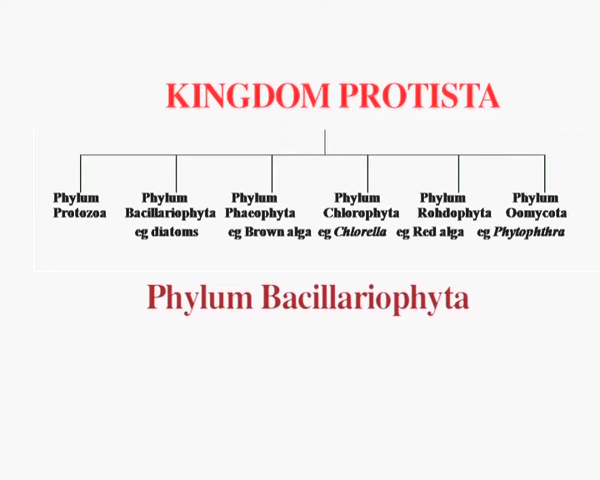 KINGDOM PROTISTA
Phylum Phylum Phylum Phylum Phylum Phylum
Protozoa Bacillariophyta Phaeophyta Chlorophyta Rohdophyta Oomycota
eg diatoms eg Brown alga eg Chlorella eg Red alga eg Phytophthra
Phylum Bacillariophyta